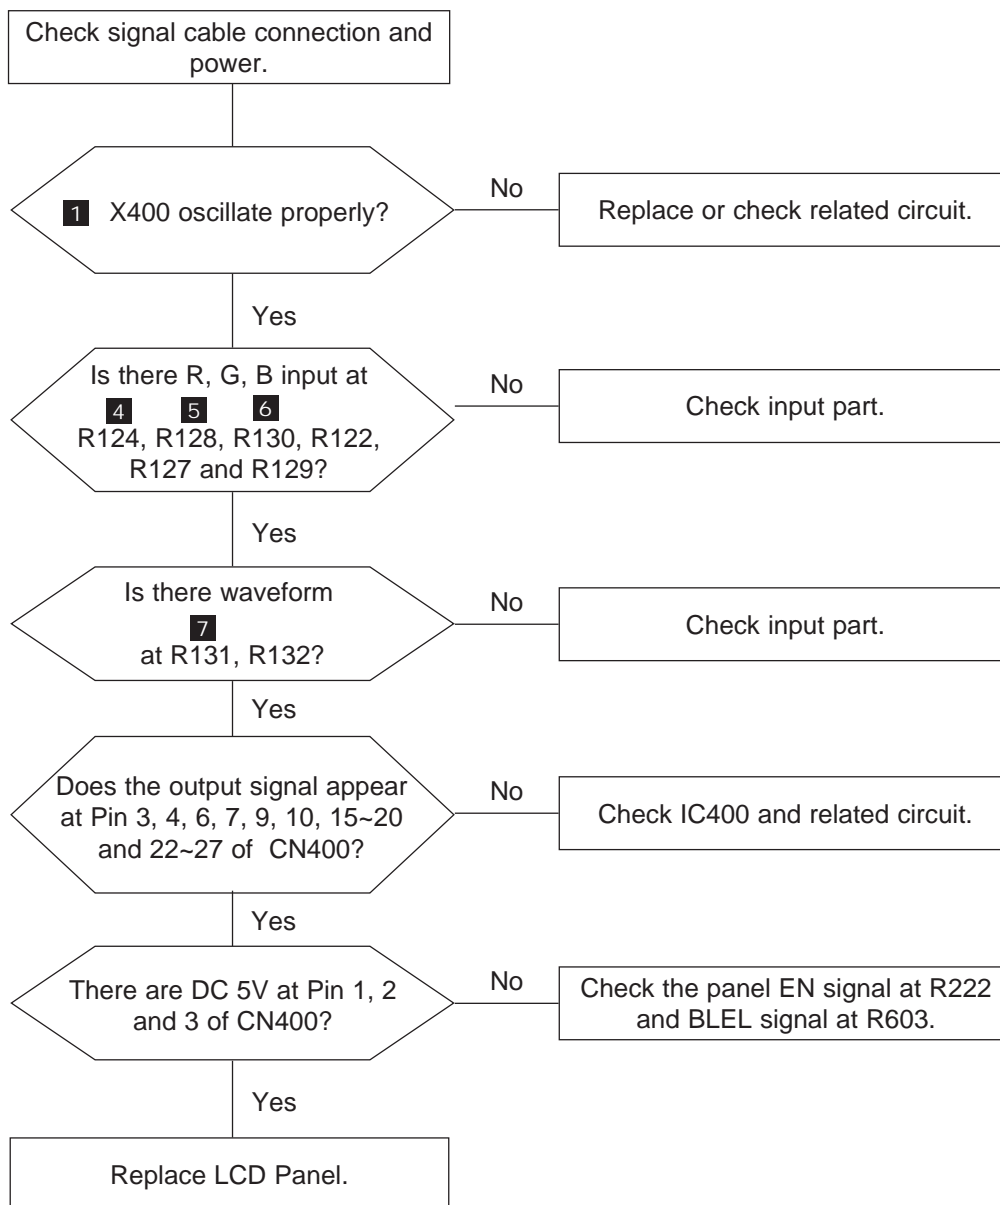 Check signal cable connection and
power.
1 X400 oscillate properly?
No
Replace or check related circuit.
Yes
Is there R, G, B input at
4 5 6
R124, R128, R130, R122,
R127 and R129?
No
Check input part.
Yes
Is there waveform
7
at R131, R132?
No
Check input part.
Yes
Does the output signal appear
at Pin 3, 4, 6, 7, 9, 10, 15~20
and 22~27 of CN400?
No
Check IC400 and related circuit.
Yes
There are DC 5V at Pin 1, 2
and 3 of CN400?
No
Check the panel EN signal at R222
and BLEL signal at R603.
Yes
Replace LCD Panel.